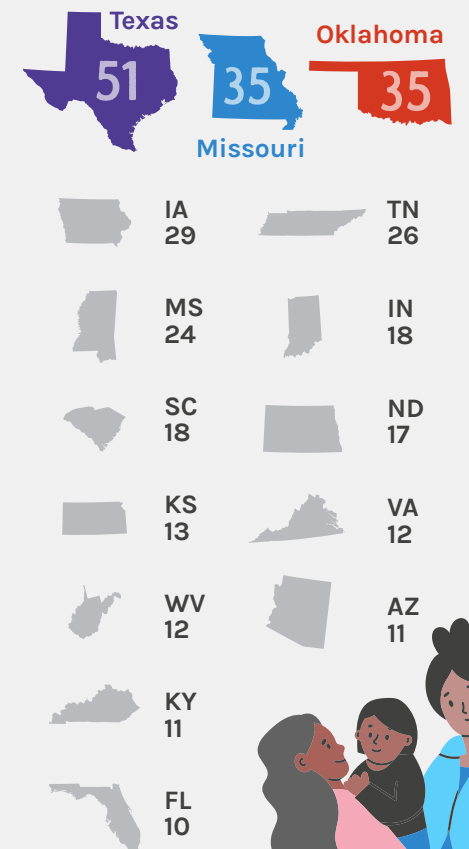 Texas
51
Missouri
35
Oklahoma
35
IA
29
TN
26
MS
24
IN
18
SC
18
ND
17
KS
13
VA
12
WV
12
AZ
11
KY
11
FL
10